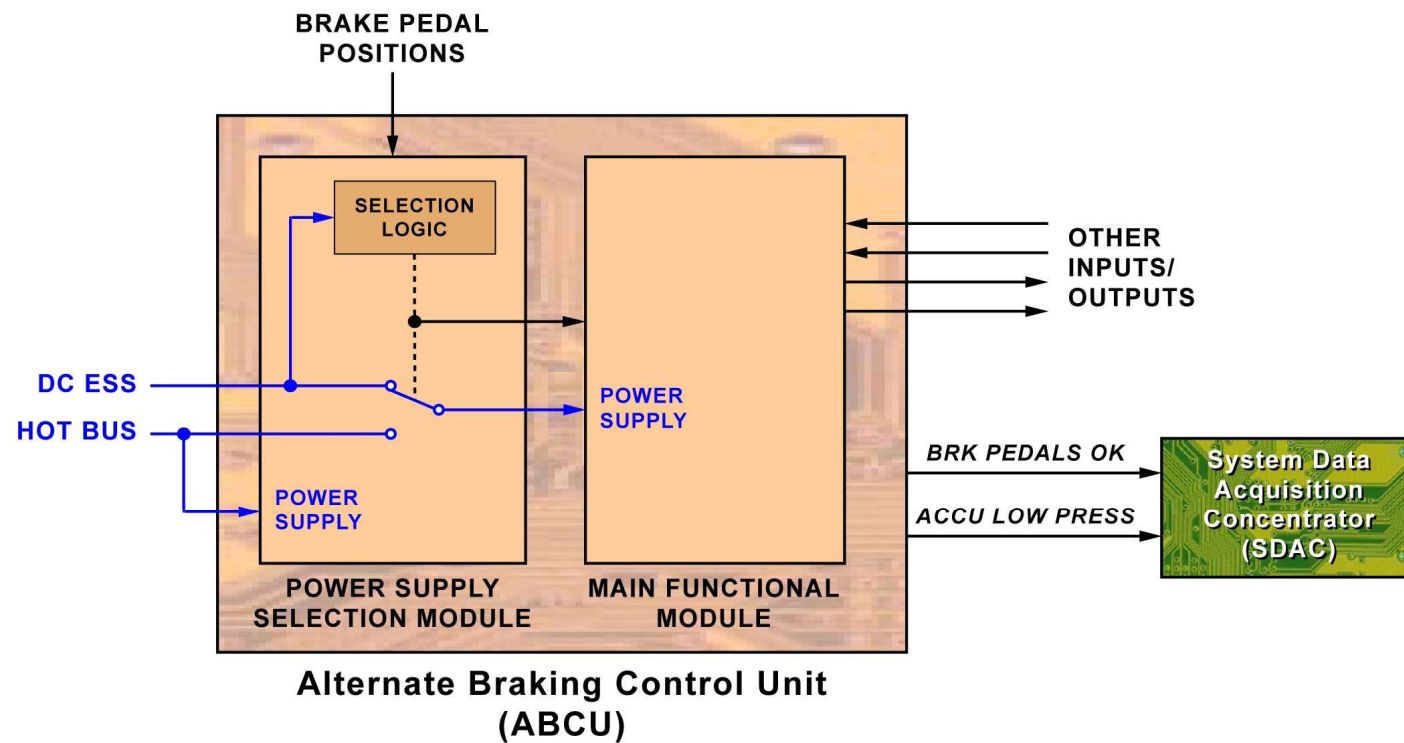 BRAKE PEDAL
POSITIONS
SELECTION
LOGIC
OTHER
INPUTS/
OUTPUTS
DC ESS
HOT BUS
POWER
SUPPLY
POWER
SUPPLY
BRK PEDALS OK
ACCU LOW PRESS
System Data
Acquisition
Concentrator
(SDAC)
POWER SUPPLY
SELECTION MODULE
MAIN FUNCTIONAL
MODULE
Alternate Braking Control Unit
(ABCU)